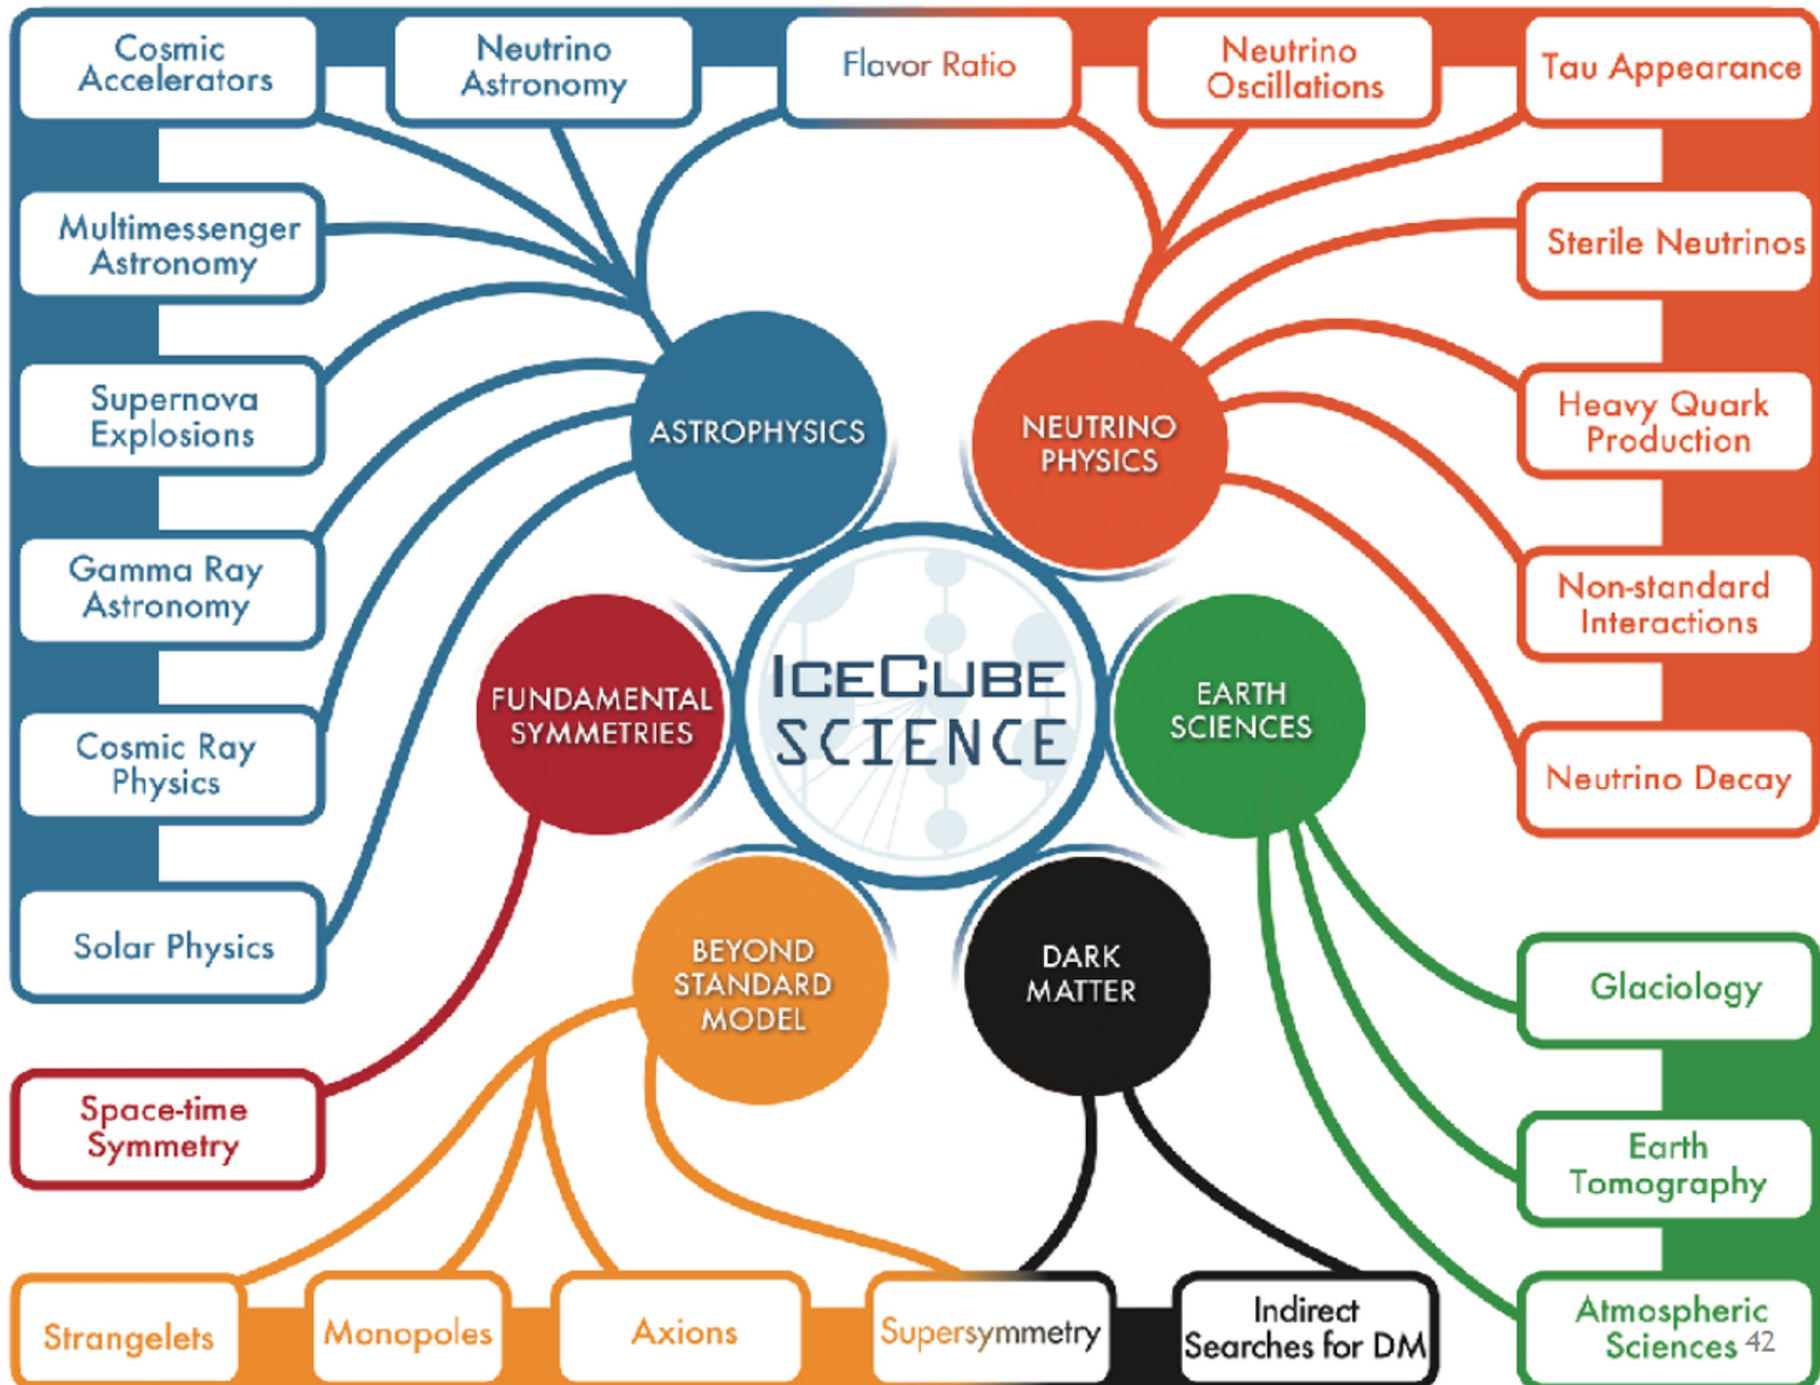 Cosmic
Accelerators
Neutrino
Astronomy
Flavor Ratio
Neutrino
Oscillations
Tau Appearance
Multimessenger
Astronomy
Sterile Neutrinos
Supernova
Explosions
Heavy Quark
Production
ASTROPHYSICS
NEUTRINO
PHYSICS
Gamma Ray
Astronomy
Non-standard
Interactions
FUNDAMENTAL
SYMMETRIES
ICECUBE
SCIENCE
EARTH
SCIENCES
Cosmic Ray
Physics
Neutrino Decay
Solar Physics
BEYOND
STANDARD
MODEL
DARK
MATTER
Glaciology
Space-time
Symmetry
Earth
Tomography
Strangelets
Monopoles
Axions
Supersymmetry
Indirect
Searches for DM
Atmospheric
Sciences
42